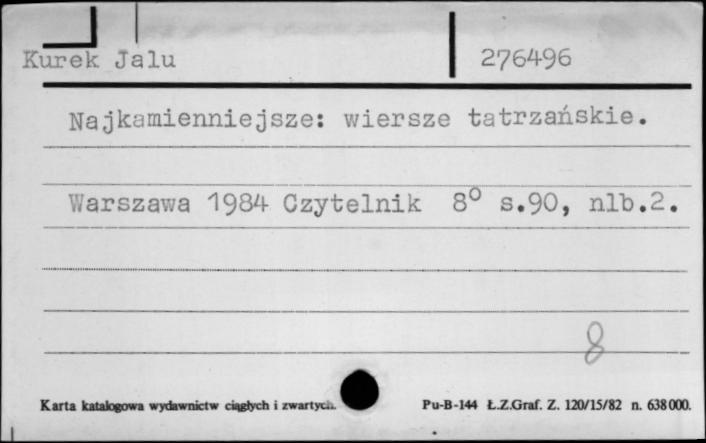 Kurek Jalu 276496
Najkamienniejsze: wiersze tatrzańskie.
Warszawa 1984 Czytelnik 8° s.90, nlb.2.
8
Karta katalogowa wydawnictw ciągłych i zwartych. Pu-B-144 Ł.Z.Graf. Z. 120/15/82 n. 638000.